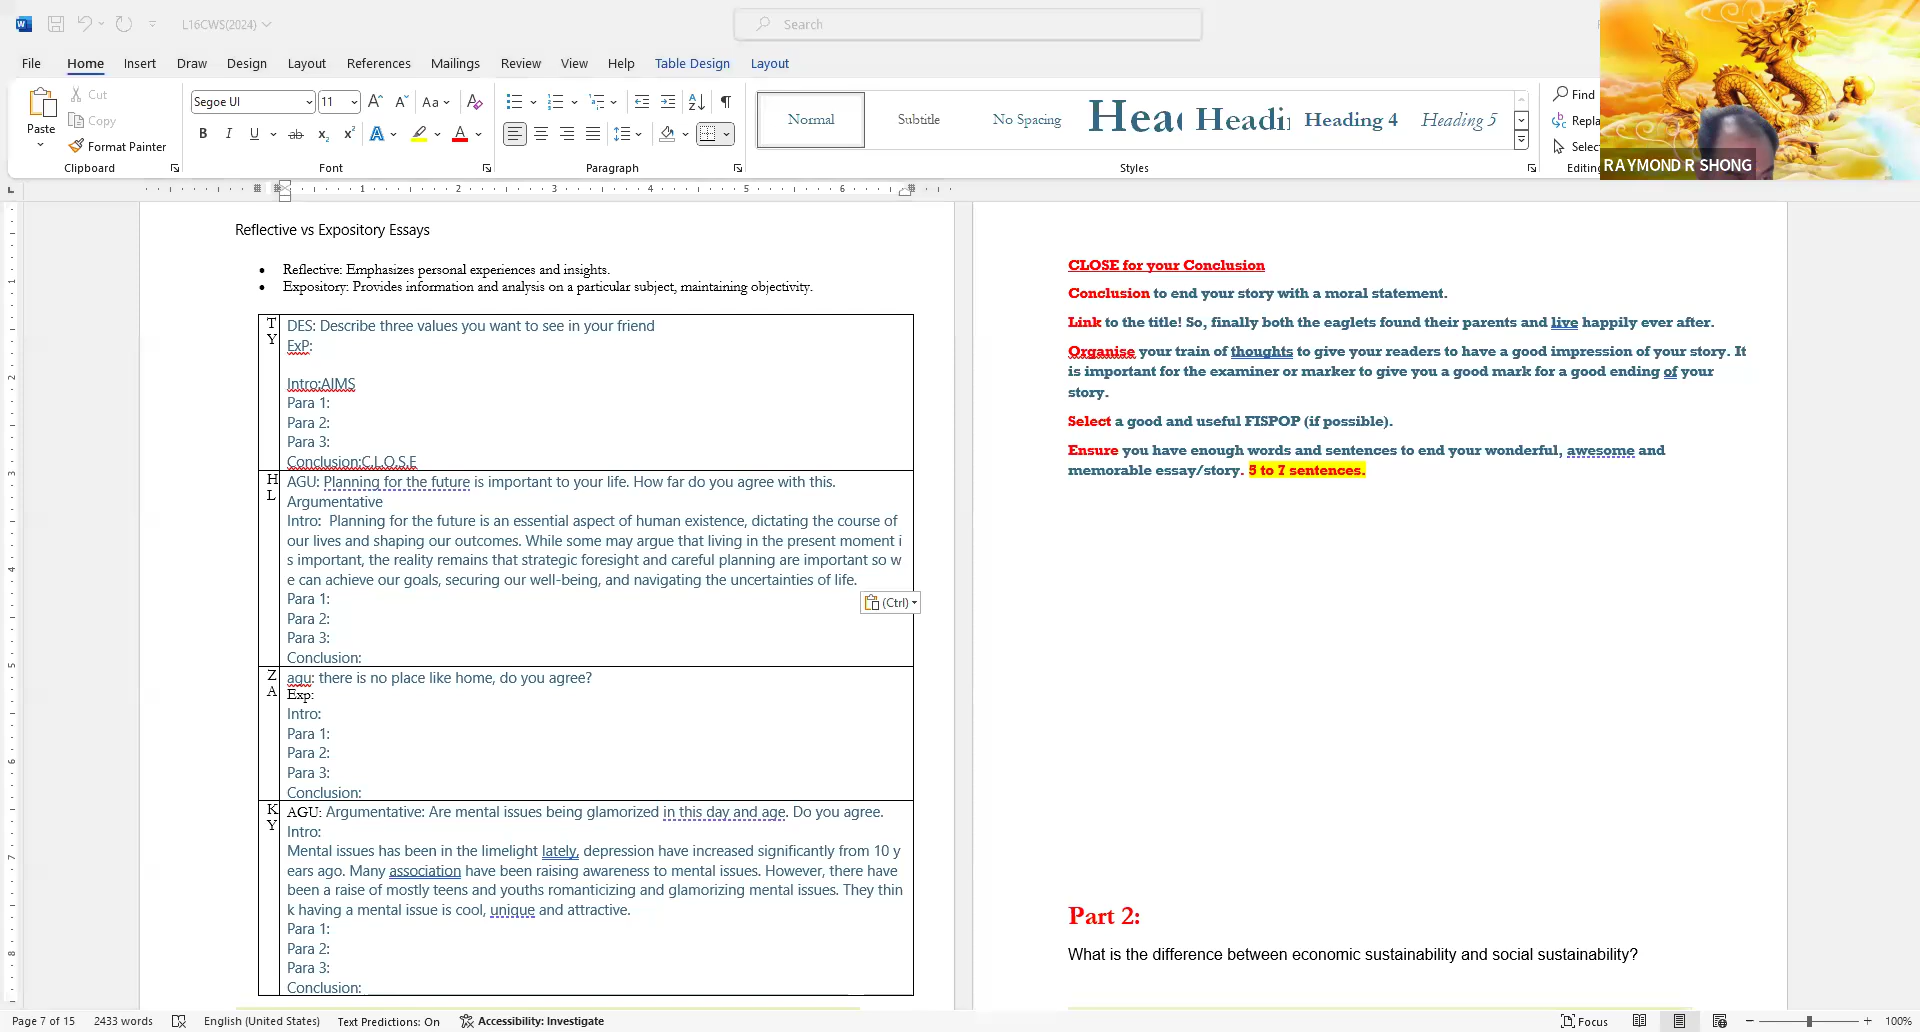 L16CWS(2024)
Search
File Home Insert Draw Design Layout References Mailings Review View Help Table Design Layout
Paste
Cut
Copy
Format Painter
Clipboard
Segoe UI 11
Font
Paragraph
Normal Subtitle No Spacing Heading 4 Heading 5
Styles
Find
Editing
RAYMOND R SHONG
1 2 3 4 5 6
Reflective vs Expository Essays
Reflective: Emphasizes personal experiences and insights.
Expository: Provides information and analysis on a particular subject, maintaining objectivity.
T
Y
DES: Describe three values you want to see in your friend
ExP:
Intro:AIMS
Para 1:
Para 2:
Para 3:
Conclusion:C.L.O.S.E
H
L
AGU: Planning for the future is important to your life. How far do you agree with this.
Argumentative
Intro: Planning for the future is an essential aspect of human existence, dictating the course of
our lives and shaping our outcomes. While some may argue that living in the present moment i
s important, the reality remains that strategic foresight and careful planning are important so w
e can achieve our goals, securing our well-being, and navigating the uncertainties of life.
Para 1:
Para 2:
Para 3:
Conclusion:
(Ctrl)
Z
A
agu: there is no place like home, do you agree?
Exp:
Intro:
Para 1:
Para 2:
Para 3:
Conclusion:
K
Y
AGU: Argumentative: Are mental issues being glamorized in this day and age. Do you agree.
Intro:
Mental issues has been in the limelight lately, depression have increased significantly from 10 y
ears ago. Many association have been raising awareness to mental issues. However, there have
been a raise of mostly teens and youths romanticizing and glamorizing mental issues. They thin
k having a mental issue is cool, unique and attractive.
Para 1:
Para 2:
Para 3:
Conclusion:
CLOSE for your Conclusion
Conclusion to end your story with a moral statement.
Link to the title! So, finally both the eaglets found their parents and live happily ever after.
Organise your train of thoughts to give your readers to have a good impression of your story. It
is important for the examiner or marker to give you a good mark for a good ending of your
story.
Select a good and useful FISPOP (if possible).
Ensure you have enough words and sentences to end your wonderful, awesome and
memorable essay/story. 5 to 7 sentences.
Part 2:
What is the difference between economic sustainability and social sustainability?
Page 7 of 15 2433 words English (United States) Text Predictions: On Accessibility: Investigate Focus 100%